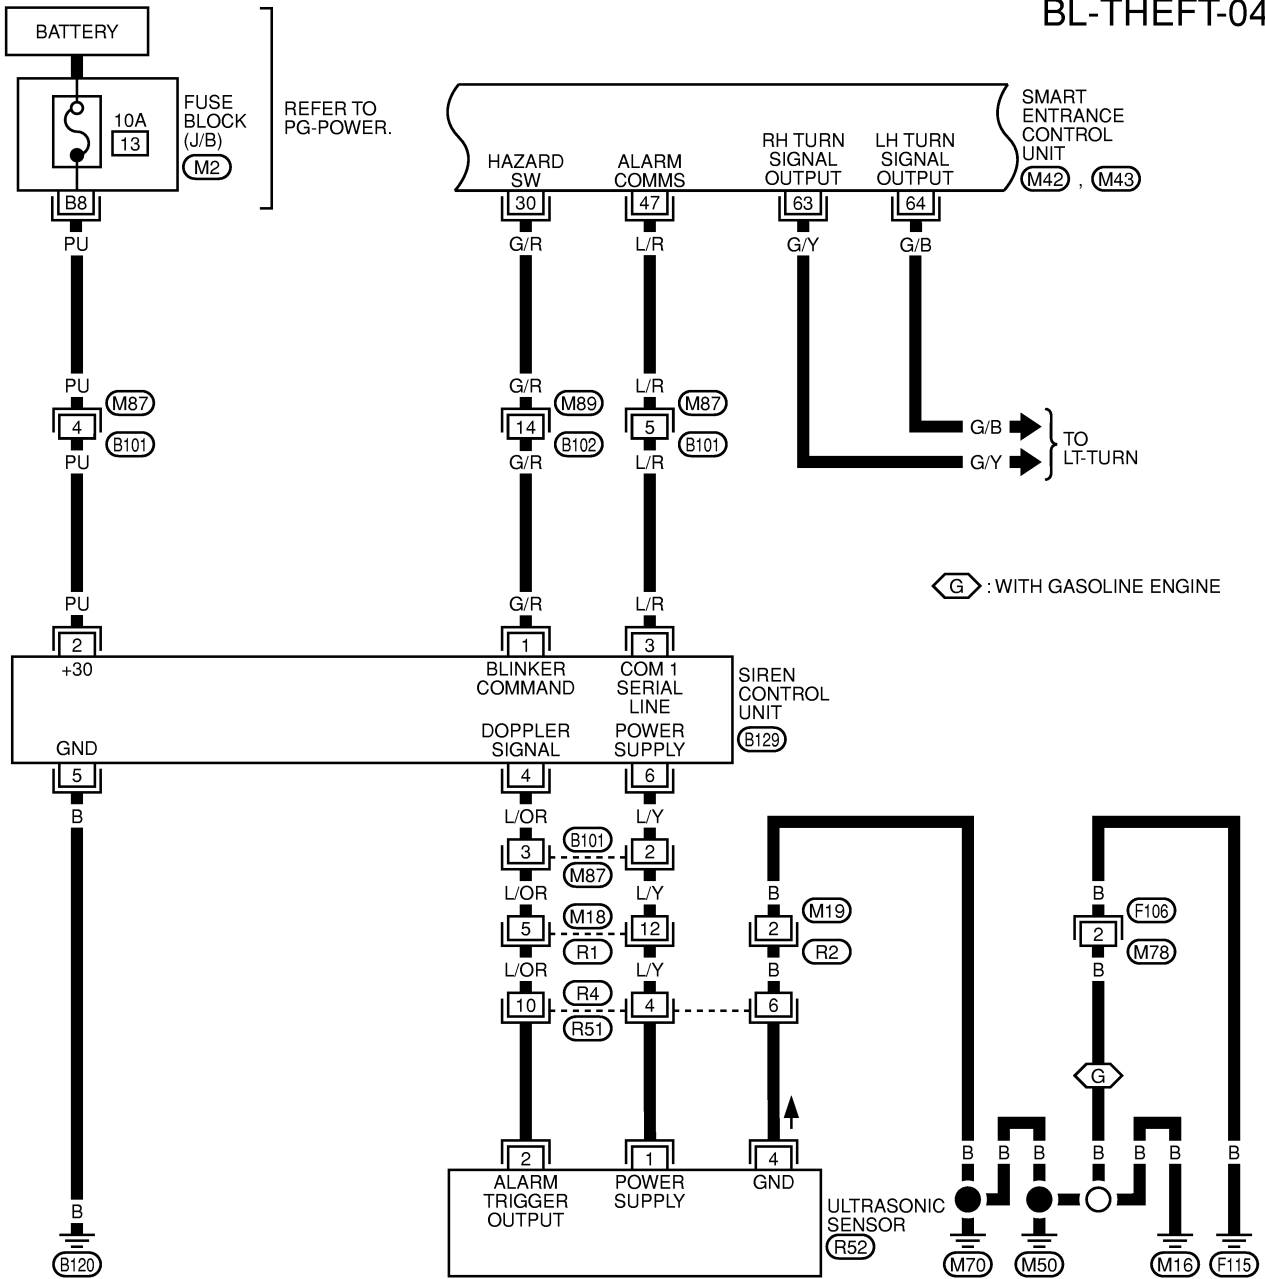 BL-THEFT-04
BATTERY
10A
13
FUSE
BLOCK
(J/B)
M2
REFER TO
PG-POWER.
B8
HAZARD
SW
ALARM
COMMS
RH TURN
SIGNAL
OUTPUT
LH TURN
SIGNAL
OUTPUT
SMART
ENTRANCE
CONTROL
UNIT
M42 , M43
30
47
63
64
PU
G/R
L/R
G/Y
G/B
PU
G/R
L/R
4
M87
B101
14
M89
B102
5
M87
B101
PU
G/R
L/R
G/B
G/Y
TO
LT-TURN
G : WITH GASOLINE ENGINE
PU
G/R
L/R
2
1
3
+30
BLINKER
COMMAND
COM 1
SERIAL
LINE
SIREN
CONTROL
UNIT
B129
GND
DOPPLER
SIGNAL
POWER
SUPPLY
5
4
6
B
L/OR
L/Y
3
B101
M87
2
L/OR
L/Y
B
B
5
M18
R1
12
2
M19
R2
2
F106
M78
L/OR
L/Y
B
B
10
R4
R51
4
6
G
2
1
4
B
B
B
B
B
B
ALARM
TRIGGER
OUTPUT
POWER
SUPPLY
GND
ULTRASONIC
SENSOR
R52
B
B120
M70
M50
M16
F115